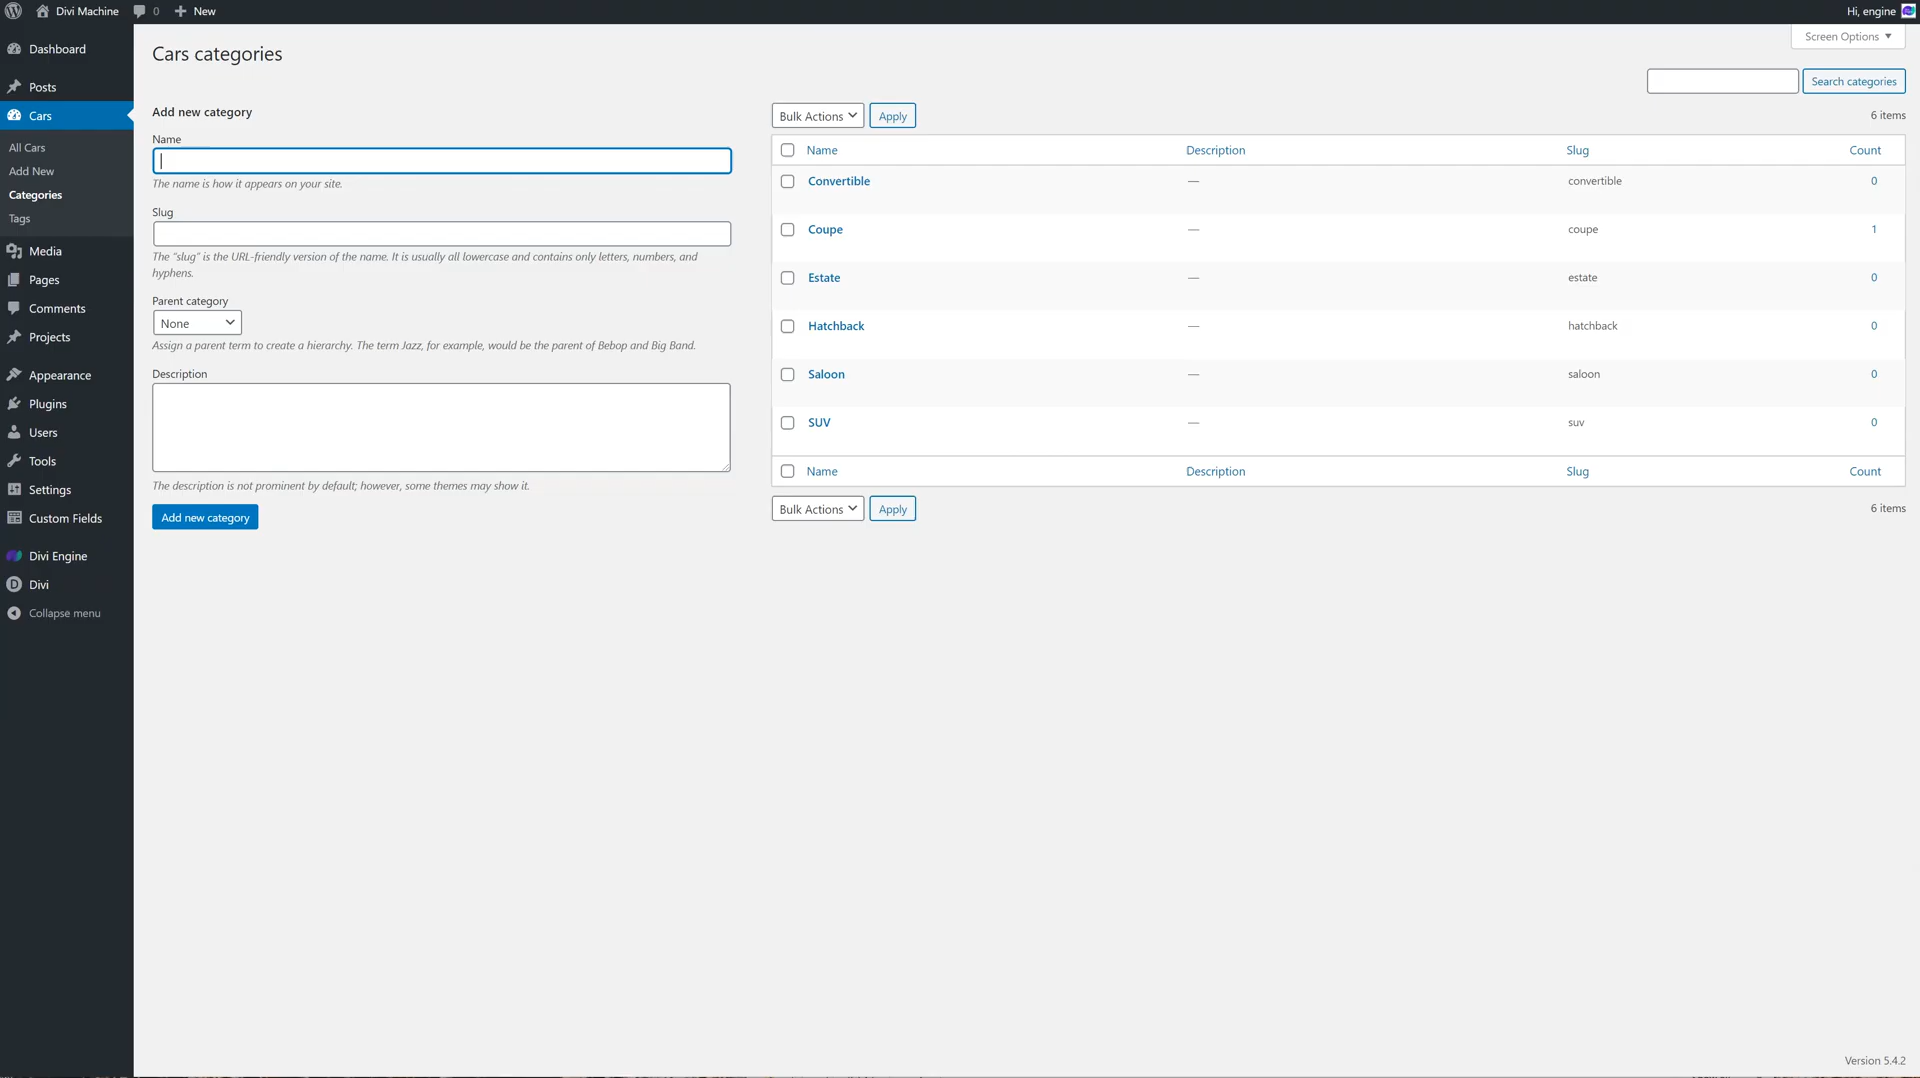 Divi Machine
0
New
Hi, engine
Dashboard
Posts
Cars
All Cars
Add New
Categories
Tags
Media
Pages
Comments
Projects
Appearance
Plugins
Users
Tools
Settings
Custom Fields
Divi Engine
D
Divi
Collapse menu
Cars categories
Screen Options
Search categories
Add new category
Name
The name is how it appears on your site.
Slug
The “slug” is the URL-friendly version of the name. It is usually all lowercase and contains only letters, numbers, and
hyphens.
Parent category
None
Assign a parent term to create a hierarchy. The term Jazz, for example, would be the parent of Bebop and Big Band.
Description
The description is not prominent by default; however, some themes may show it.
Add new category
Bulk Actions Apply 6 items
Name Description Slug Count
Convertible — convertible 0
Coupe — coupe 1
Estate — estate 0
Hatchback — hatchback 0
Saloon — saloon 0
SUV — suv 0
Name Description Slug Count
Bulk Actions Apply 6 items
Version 5.4.2